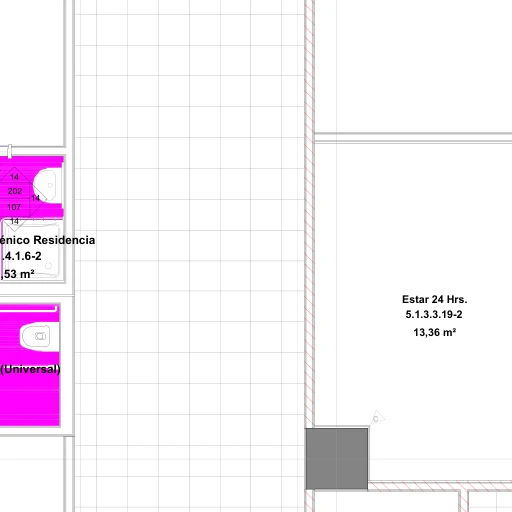 14
202
14
107
14
énico Residencia
.4.1.6-2
,53 m²
Estar 24 Hrs.
5.1.3.3.19-2
13,36 m²
(Universal)
C